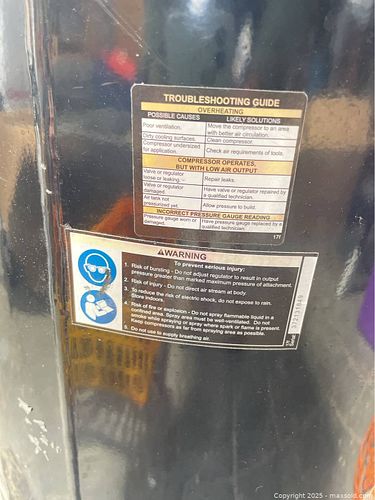 TROUBLESHOOTING GUIDE
OVERHEATING
POSSIBLE CAUSES LIKELY SOLUTIONS
Poor ventilation. Move the compressor to an area
with better air circulation.
Dirty cooling surfaces. Clean compressor.
Compressor undersized
for application. Check air requirements of tools.
COMPRESSOR OPERATES,
BUT WITH LOW AIR OUTPUT
Valve or regulator
loose or leaking. Repair leaks.
Valve or regulator
damaged. Have valve or regulator repaired by
a qualified technician.
Air tank not
pressurized yet. Allow pressure to build.
INCORRECT PRESSURE GAUGE READING
Pressure gauge worn or
damaged. Have pressure gauge replaced by a
qualified technician.
17f
WARNING
To prevent serious injury:
1. Risk of bursting - Do not adjust regulator to result in output
pressure greater than marked maximum pressure of attachment.
2. Risk of injury - Do not direct air stream at body.
3. To reduce the risk of electric shock, do not expose to rain.
Store indoors.
4. Risk of fire or explosion - Do not spray flammable liquid in a
confined area. Spray area must be well-ventilated. Do not
smoke while spraying or spray where spark or flame is present.
Keep compressors as far from spraying area as possible.
5. Do not use to supply breathing air.
Copyright 2025 - maxsold.com